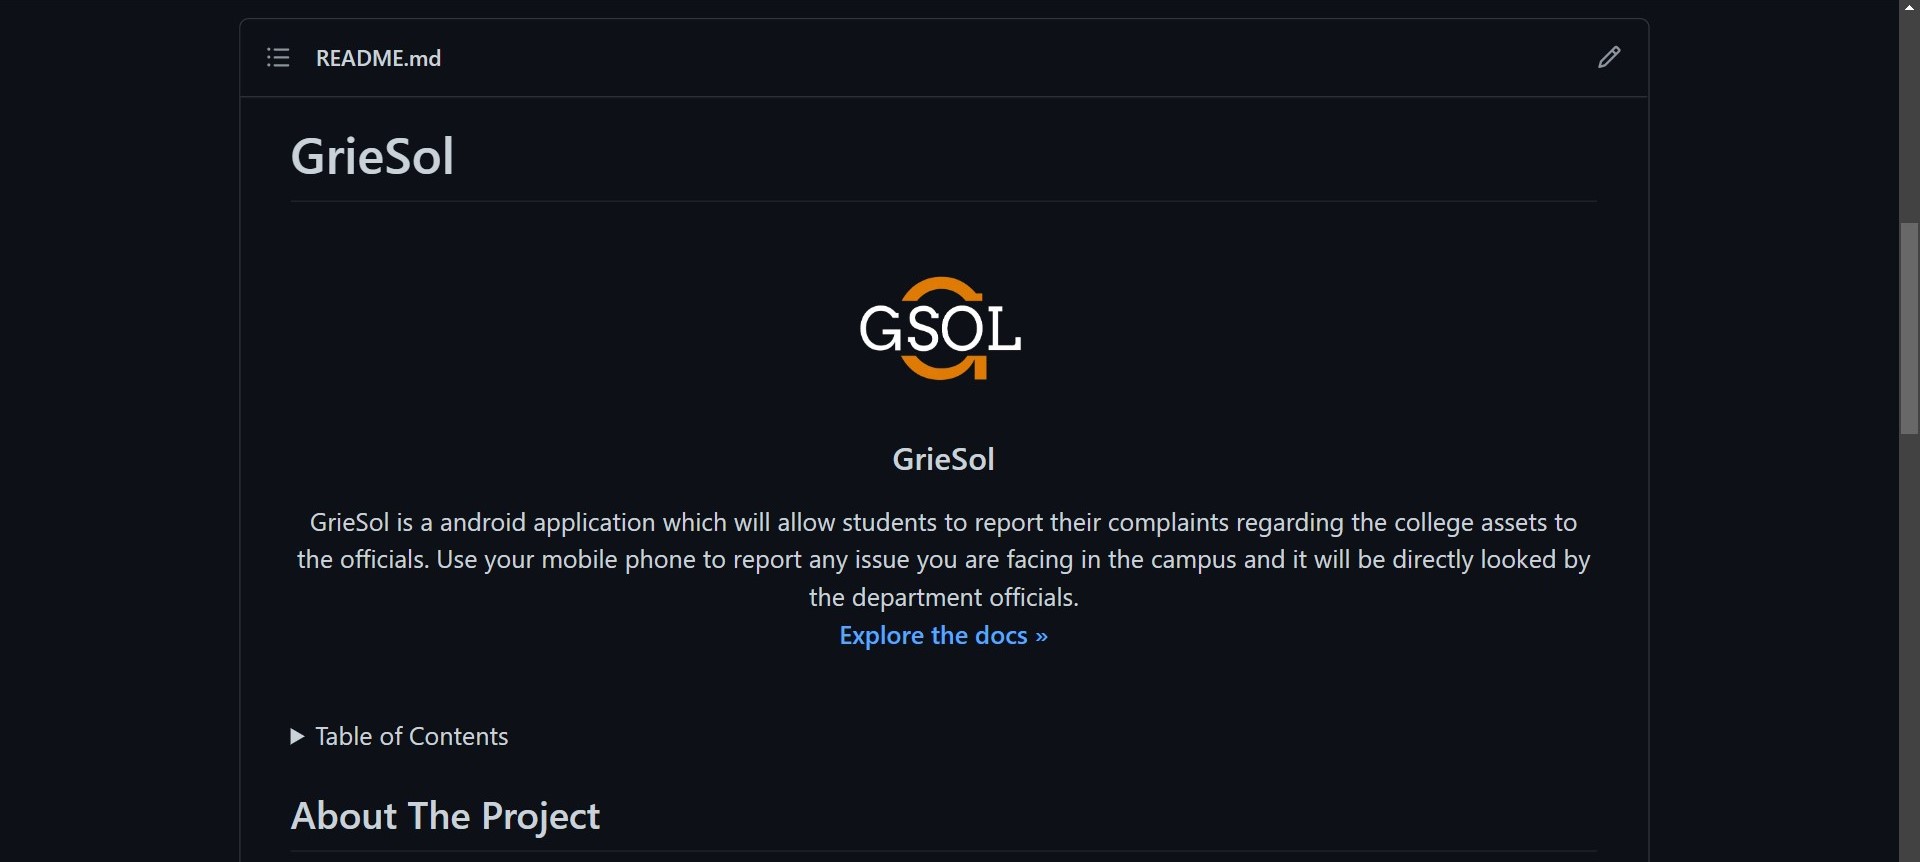 README.md
GrieSol
GSOL
GrieSol
GrieSol is a android application which will allow students to report their complaints regarding the college assets to
the officials. Use your mobile phone to report any issue you are facing in the campus and it will be directly looked by
the department officials.
Explore the docs »
Table of Contents
About The Project